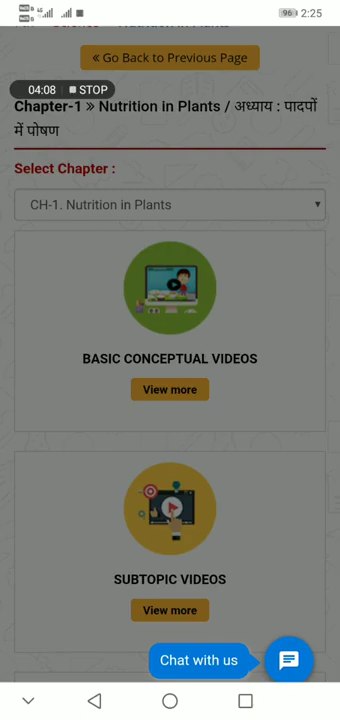 96 2:25
« Go Back to Previous Page
04:08 STOP
Chapter-1 » Nutrition in Plants / अध्याय : पादपों
में पोषण
Select Chapter :
CH-1. Nutrition in Plants
BASIC CONCEPTUAL VIDEOS
View more
SUBTOPIC VIDEOS
View more
Chat with us